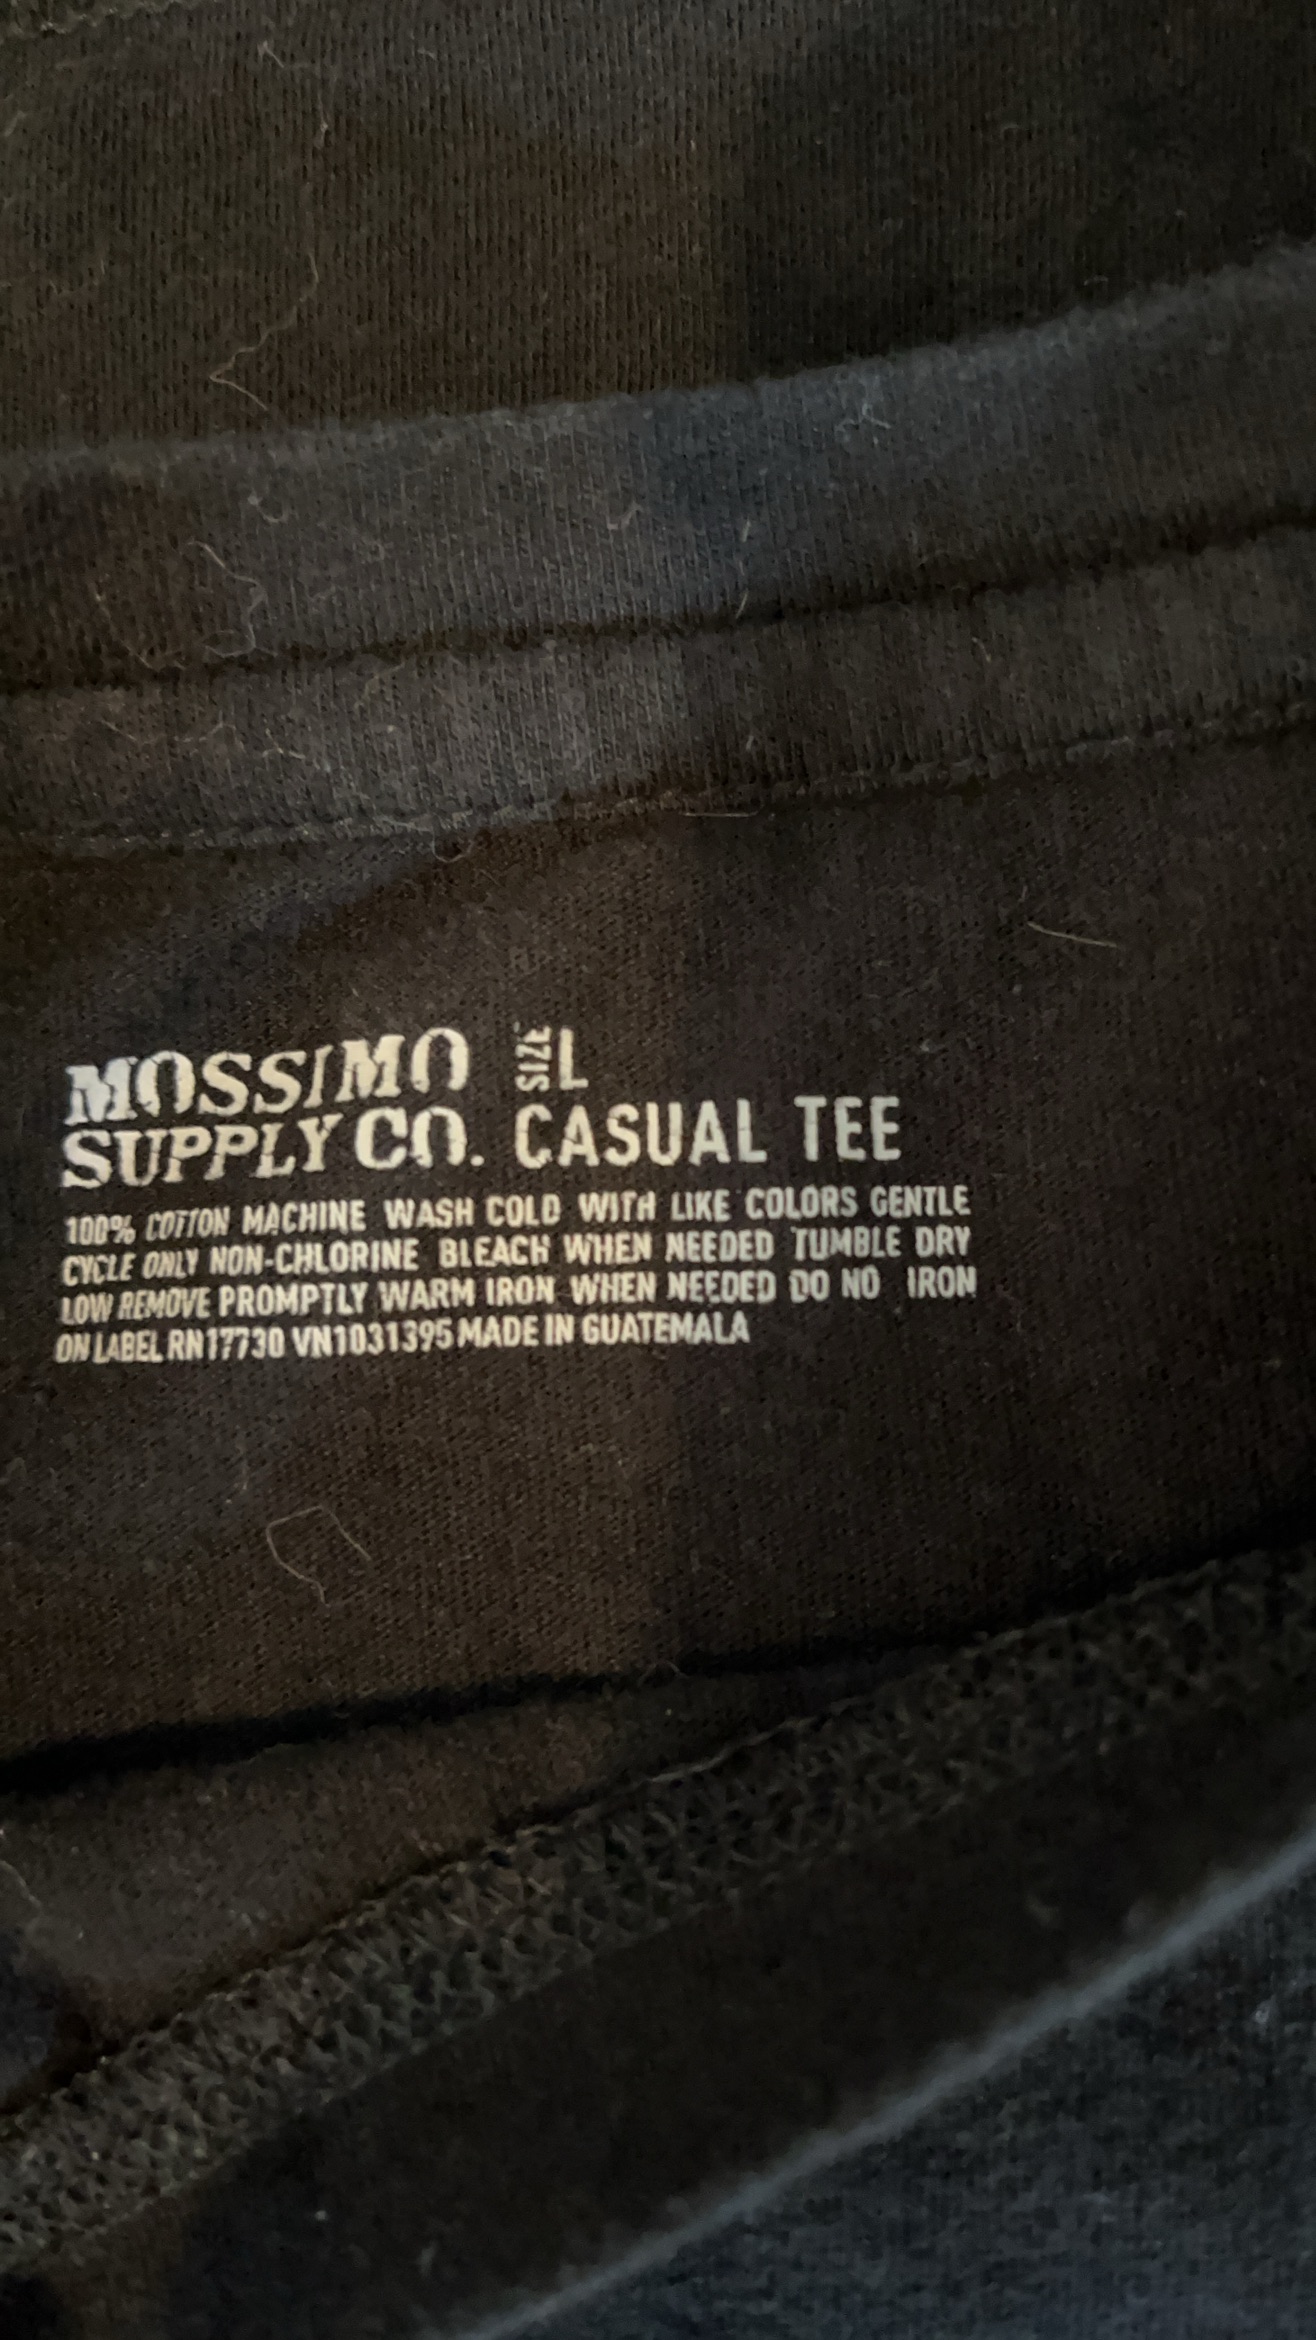 MOSSIMO
SUPPLY CO.
SIZE L
CASUAL TEE
100% COTTON MACHINE WASH COLD WITH LIKE COLORS GENTLE
CYCLE ONLY NON-CHLORINE BLEACH WHEN NEEDED TUMBLE DRY
LOW REMOVE PROMPTLY WARM IRON WHEN NEEDED DO NO IRON
ON LABEL RN17730 VN1031395 MADE IN GUATEMALA